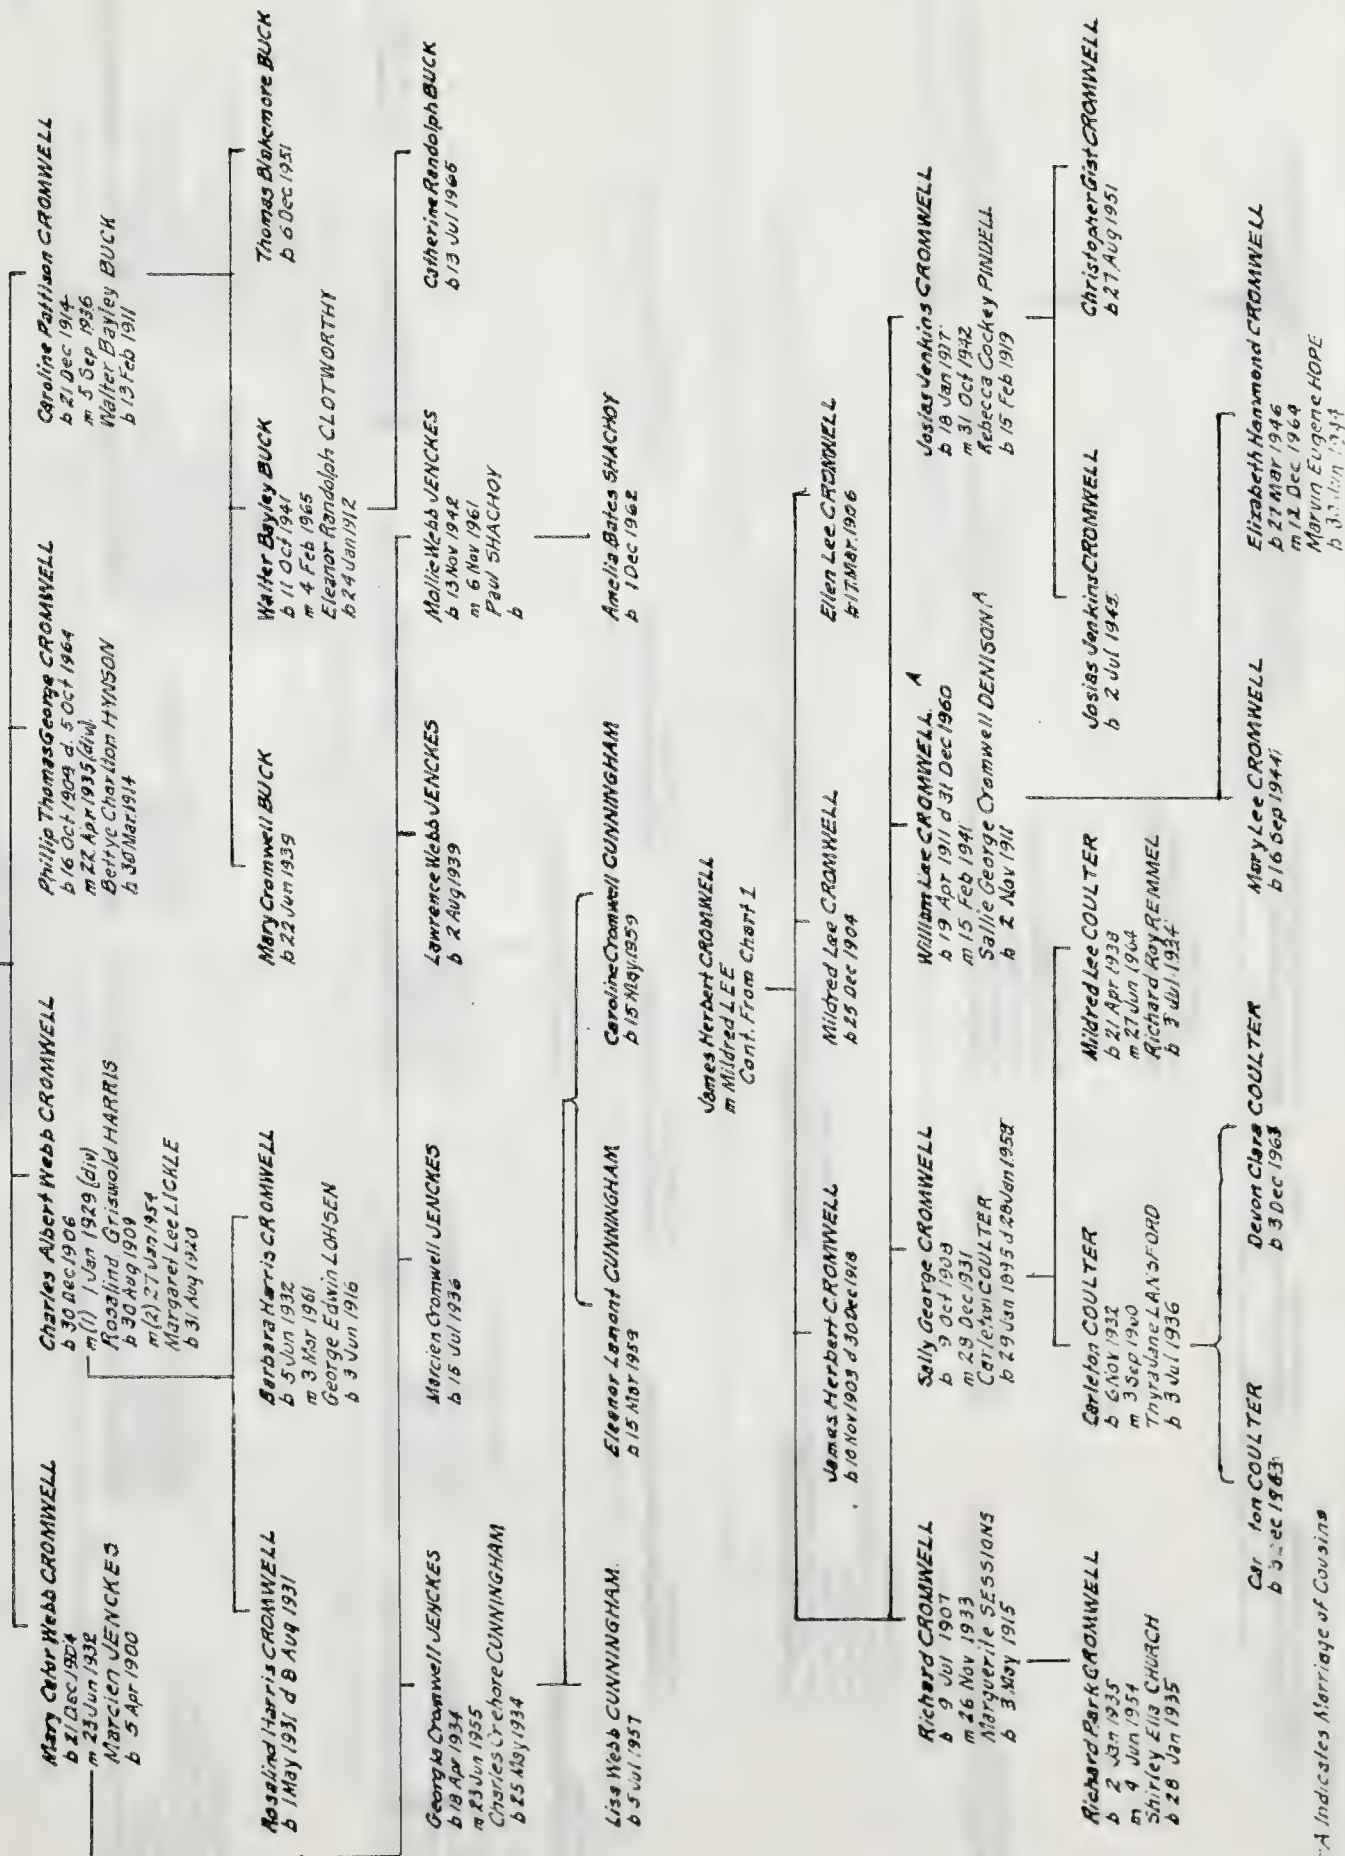 Mary Cator Webb CROMWELL
b 21 Dec 1904
m 23 Jun 1932
Marcien JENCKES
b 5 Apr 1900
Charles Albert Webb CROMWELL
b 30 Dec 1906
m(1) 1 Jan 1929 (div)
Rosalind Griswold HARRIS
b 30 Aug 1909
m(2) 27 Jan 1954
Margaret Lee LICKLE
b 31 Aug 1920
Phillip Thomas George CROMWELL
b 16 Oct 1909 d. 5 Oct 1964
m 22 Apr 1935 (div)
Bettye Charlton HYNSON
b 30 Mar 1914
Caroline Pattison CROMWELL
b 21 Dec 1914
m 5 Sep 1936
Walter Bayley BUCK
b 13 Feb 1911
Rosalind Harris CROMWELL
b 1 May 1931 d 8 Aug 1931
Barbara Harris CROMWELL
b 5 Jun 1932
m 3 Mar 1961
George Edwin LOHSEN
b 3 Jun 1916
Mary Cromwell BUCK
b 22 Jun 1939
Walter Bayley BUCK
b 11 Oct 1941
m 4 Feb 1965
Eleanor Randolph CLOTWORTHY
b 24 Jan 1912
Thomas Blakemore BUCK
b 6 Dec 1951
Georgia Cromwell JENCKES
b 18 Apr 1934
m 23 Jun 1955
Charles Crehore CUNNINGHAM
b 25 May 1934
Marcien Cromwell JENCKES
b 15 Jul 1936
Lawrence Webb JENCKES
b 2 Aug 1939
Mollie Webb JENCKES
b 13 Nov 1942
m 6 Nov 1961
Paul SHACHOY
b
Catherine Randolph BUCK
b 13 Jul 1966
Lisa Webb CUNNINGHAM
b 5 Jul 1957
Eleanor Lamont CUNNINGHAM
b 15 Mar 1959
Caroline Cromwell CUNNINGHAM
b 15 May 1959
Amelia Bates SHACHOY
b 1 Dec 1962
James Herbert CROMWELL
m Mildred LEE
Cont. From Chart 1
James Herbert CROMWELL
b 10 Nov 1903 d 30 Dec 1918
Mildred Lee CROMWELL
b 25 Dec 1904
Ellen Lee CROMWELL
b 17 Mar. 1906
Richard CROMWELL
b 9 Jul 1907
m 26 Nov 1933
Marguerile SESSIONS
b 3 May 1915
Sally George CROMWELL
b 9 Oct 1908
m 29 Dec 1931
Carleton COULTER
b 29 Jan 1895 d 28 Jan 1959
William Lee CROMWELL A
b 19 Apr 1911 d 31 Dec 1960
m 15 Feb 1941
Sallie George Cromwell DENISON A
b 2 Nov 1911
Josias Jenkins CROMWELL
b 18 Jan 1917
m 31 Oct 1942
Rebecca Cockey PINDELL
b 15 Feb 1919
Richard Park CROMWELL
b 2 Jan 1935
m 4 Jun 1954
Shirley Ella CHURCH
b 28 Jan 1935
Carleton COULTER
b 6 Nov 1932
m 3 Sep 1960
Thyra Jane LANSFORD
b 3 Jul 1936
Mildred Lee COULTER
b 21 Apr 1938
m 27 Jun 1964
Richard Roy REMMEL
b 3 Jul 1934
Josias Jenkins CROMWELL
b 2 Jul 1945
Christopher Gist CROMWELL
b 27 Aug 1951
COULTER
b 1963
Devon Clara COULTER
b 3 Dec 1963
Mary Lee CROMWELL
b 16 Sep 1944
Elizabeth Hammond CROMWELL
b 27 Mar 1946
m 12 Dec 1964
Marvin Eugene HOPE
b 1944
A Indicates Marriage of Cousins